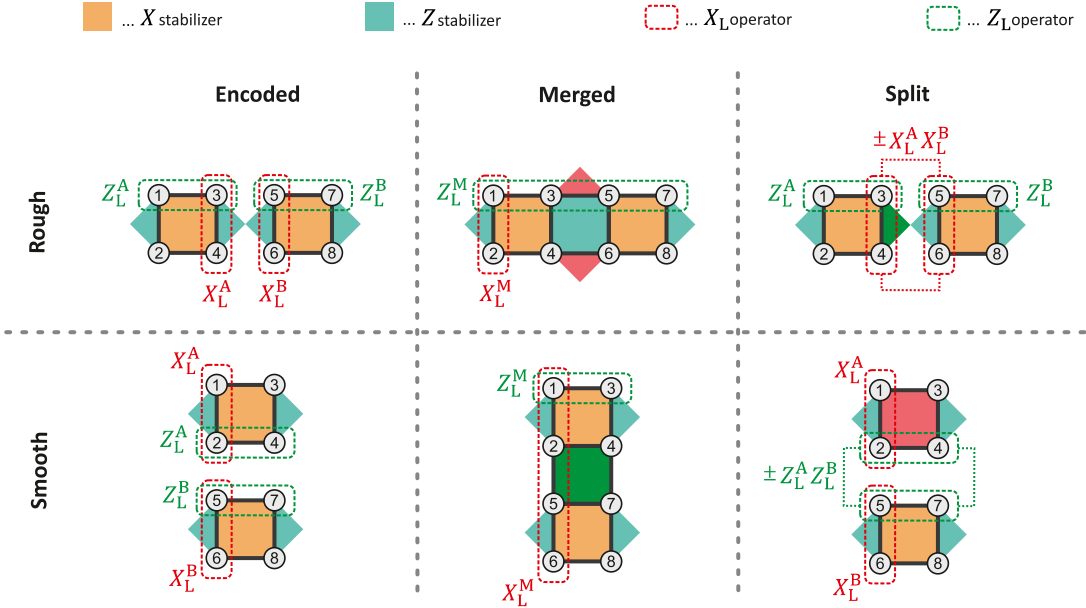 ... X stabilizer
... Z stabilizer
... X_L operator
... Z_L operator
Encoded
Merged
Split
Rough
Z_L^A
1
3
5
7
Z_L^B
2
4
6
8
X_L^A
X_L^B
Z_L^M
1
3
5
7
2
4
6
8
X_L^M
± X_L^A X_L^B
Z_L^A
1
3
5
7
Z_L^B
2
4
6
8
Smooth
X_L^A
1
3
Z_L^A
2
4
Z_L^B
5
7
6
8
X_L^B
Z_L^M
1
3
2
4
5
7
6
8
X_L^M
X_L^A
1
3
2
4
± Z_L^A Z_L^B
5
7
6
8
X_L^B